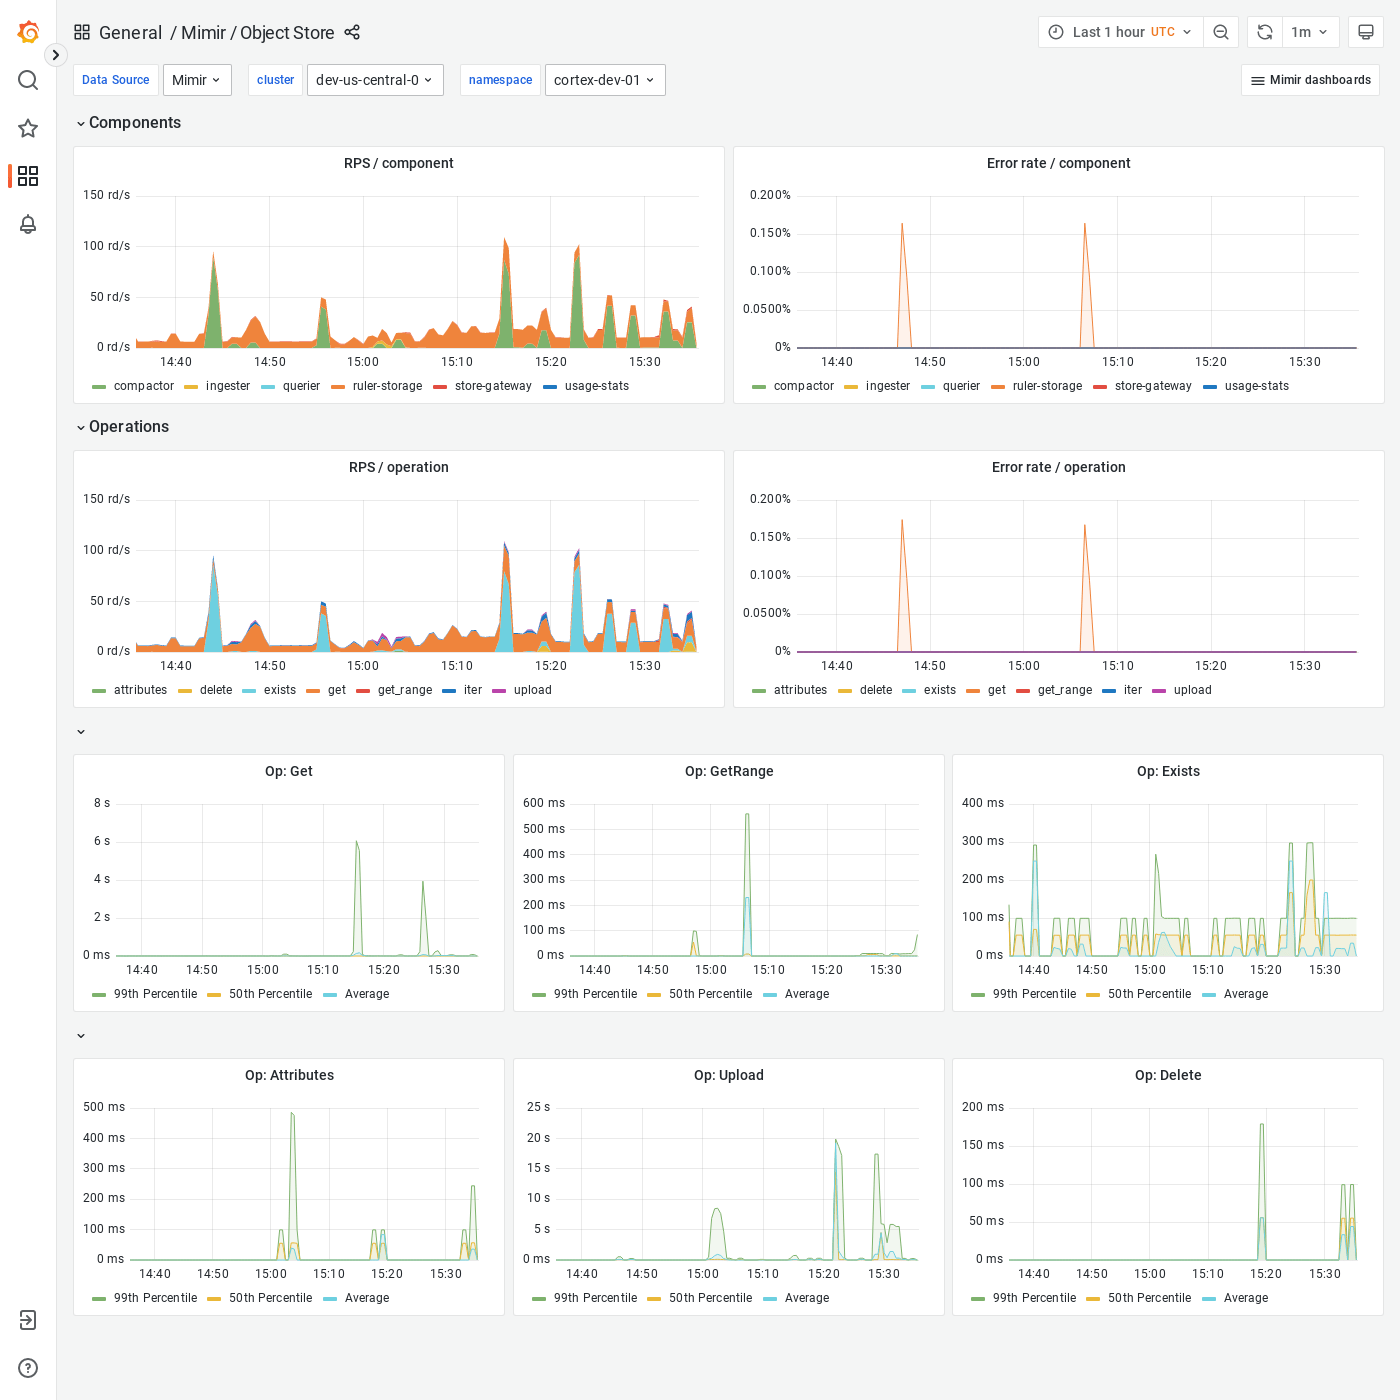 General / Mimir / Object Store
Last 1 hour UTC
1m
Data Source Mimir cluster dev-us-central-0 namespace cortex-dev-01
Mimir dashboards
Components
RPS / component
150 rd/s
100 rd/s
50 rd/s
0 rd/s
14:40 14:50 15:00 15:10 15:20 15:30
compactor ingester querier ruler-storage store-gateway usage-stats
Error rate / component
0.200%
0.150%
0.100%
0.0500%
0%
14:40 14:50 15:00 15:10 15:20 15:30
compactor ingester querier ruler-storage store-gateway usage-stats
Operations
RPS / operation
150 rd/s
100 rd/s
50 rd/s
0 rd/s
14:40 14:50 15:00 15:10 15:20 15:30
attributes delete exists get get_range iter upload
Error rate / operation
0.200%
0.150%
0.100%
0.0500%
0%
14:40 14:50 15:00 15:10 15:20 15:30
attributes delete exists get get_range iter upload
Op: Get
8 s
6 s
4 s
2 s
0 ms
14:40 14:50 15:00 15:10 15:20 15:30
99th Percentile 50th Percentile Average
Op: GetRange
600 ms
500 ms
400 ms
300 ms
200 ms
100 ms
0 ms
14:40 14:50 15:00 15:10 15:20 15:30
99th Percentile 50th Percentile Average
Op: Exists
400 ms
300 ms
200 ms
100 ms
0 ms
14:40 14:50 15:00 15:10 15:20 15:30
99th Percentile 50th Percentile Average
Op: Attributes
500 ms
400 ms
300 ms
200 ms
100 ms
0 ms
14:40 14:50 15:00 15:10 15:20 15:30
99th Percentile 50th Percentile Average
Op: Upload
25 s
20 s
15 s
10 s
5 s
0 ms
14:40 14:50 15:00 15:10 15:20 15:30
99th Percentile 50th Percentile Average
Op: Delete
200 ms
150 ms
100 ms
50 ms
0 ms
14:40 14:50 15:00 15:10 15:20 15:30
99th Percentile 50th Percentile Average